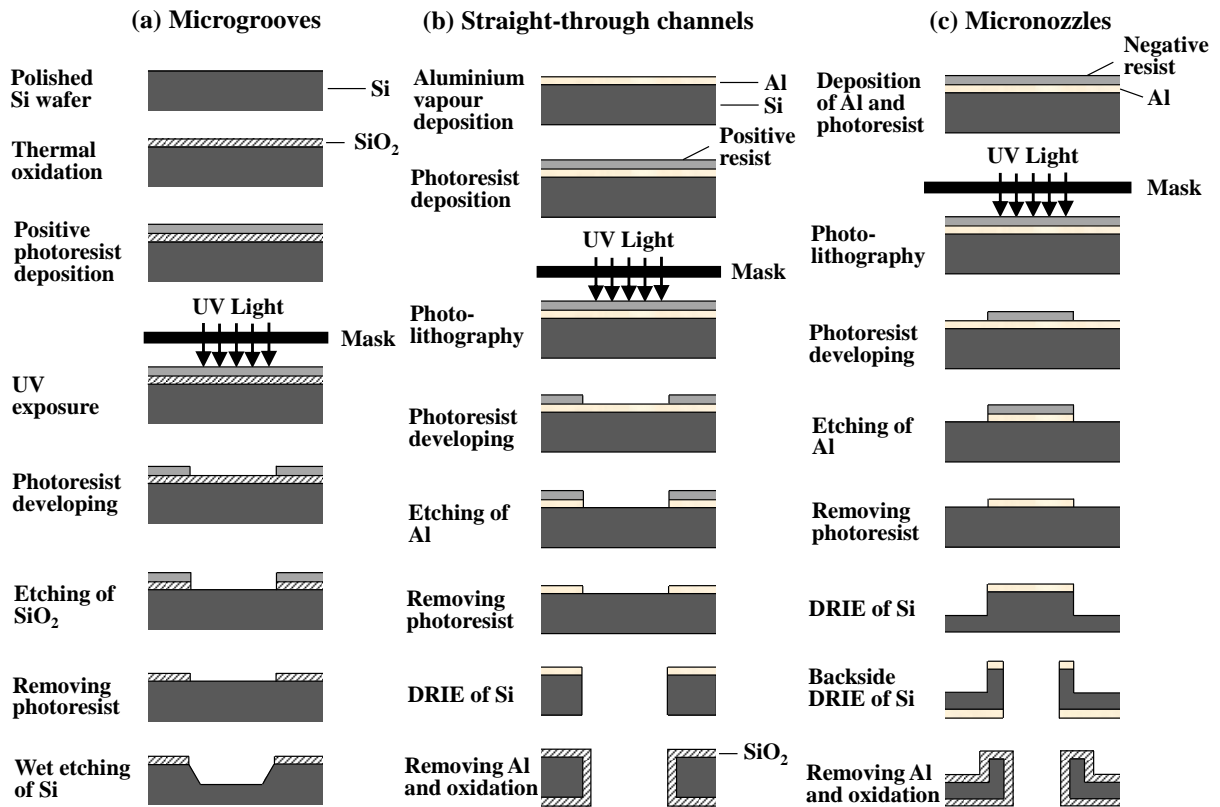 (a) Microgrooves
Polished
Si wafer
Si
Thermal
oxidation
SiO2
Positive
photoresist
deposition
UV Light
Mask
UV
exposure
Photoresist
developing
Etching of
SiO2
Removing
photoresist
Wet etching
of Si
(b) Straight-through channels
Aluminium
vapour
deposition
Al
Si
Positive
resist
Photoresist
deposition
UV Light
Mask
Photo-
lithography
Photoresist
developing
Etching of
Al
Removing
photoresist
DRIE of Si
SiO2
Removing Al
and oxidation
(c) Micronozzles
Negative
resist
Deposition
of Al and
photoresist
Al
UV Light
Mask
Photo-
lithography
Photoresist
developing
Etching of
Al
Removing
photoresist
DRIE of Si
Backside
DRIE of Si
Removing Al
and oxidation